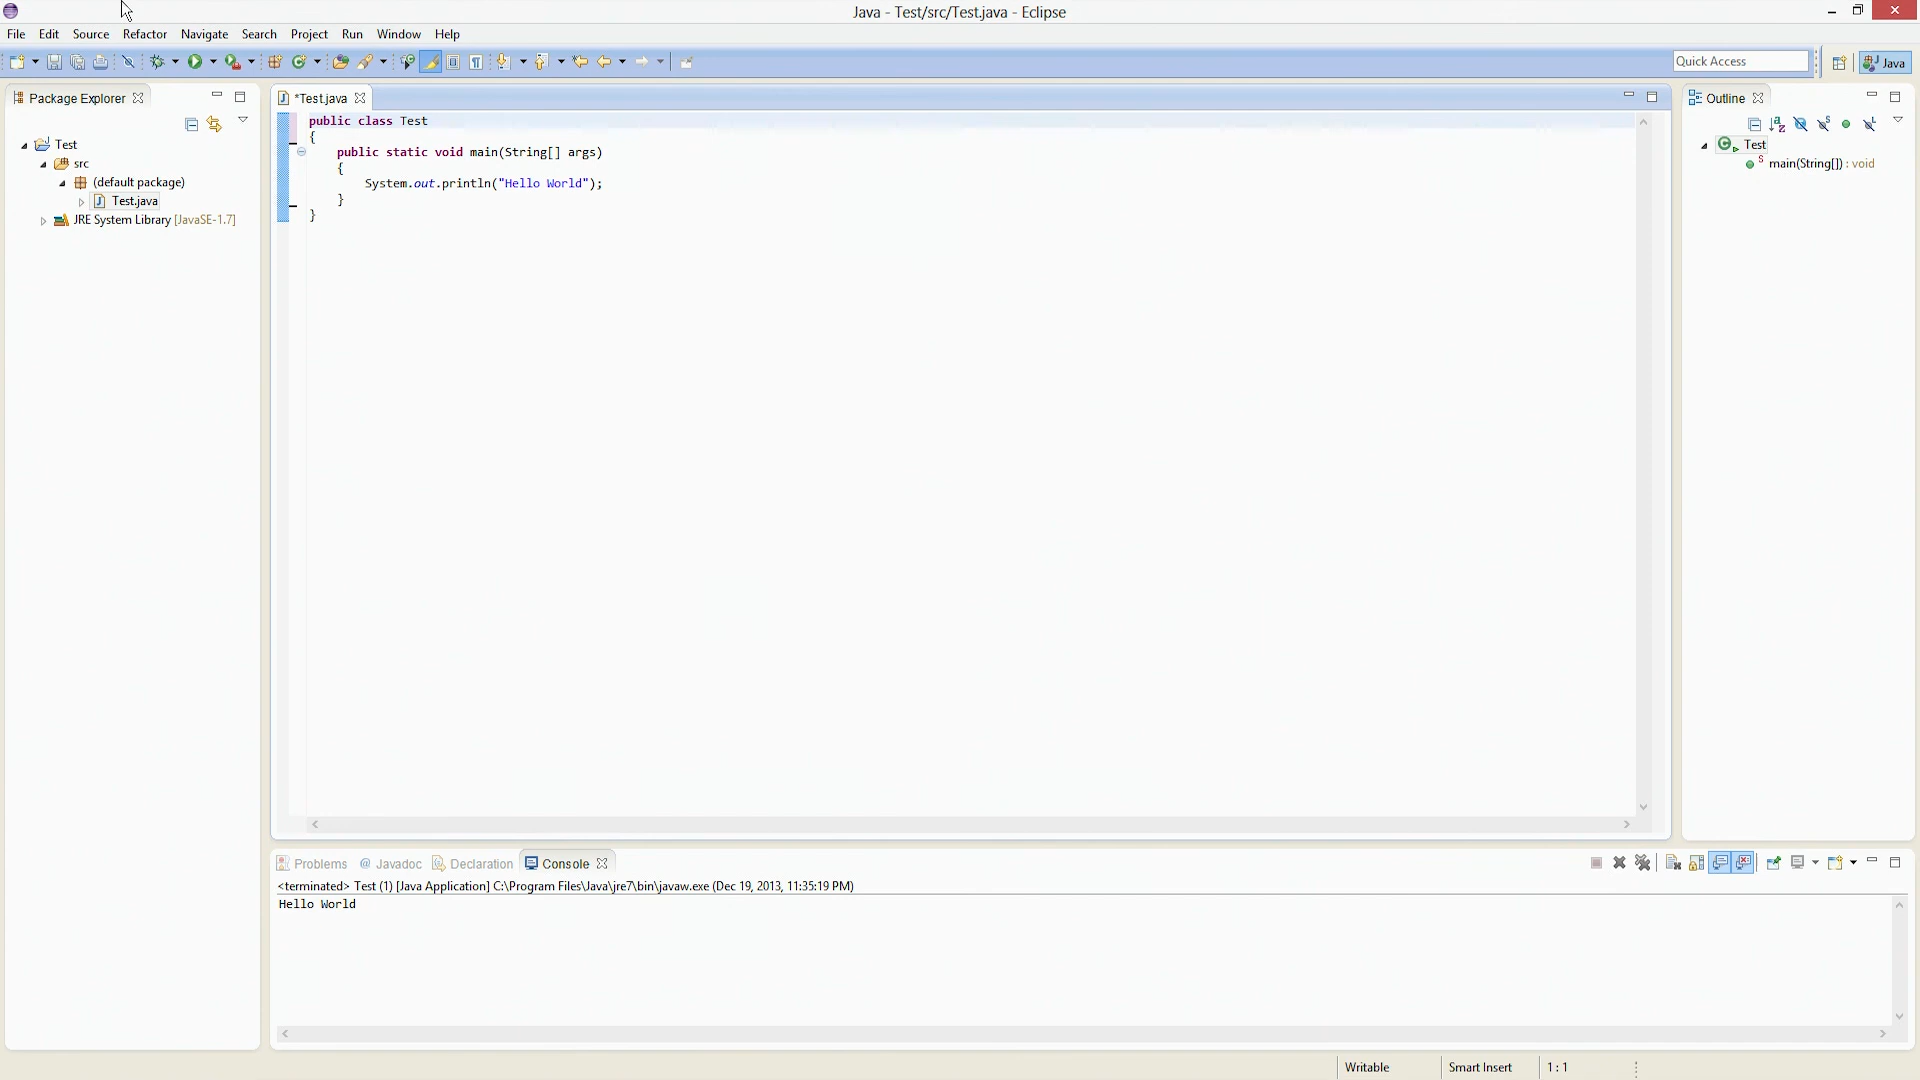 Java - Test/src/Test.java - Eclipse
File Edit Source Refactor Navigate Search Project Run Window Help
Quick Access
Java
Package Explorer
Test
src
(default package)
Test.java
JRE System Library [JavaSE-1.7]
*Test.java
public class Test
{
public static void main(String[] args)
{
System.out.println("Hello World");
}
}
Outline
Test
main(String[]) : void
Problems @ Javadoc Declaration Console
<terminated> Test (1) [Java Application] C:\Program Files\Java\jre7\bin\javaw.exe (Dec 19, 2013, 11:35:19 PM)
Hello World
Writable Smart Insert 1 : 1